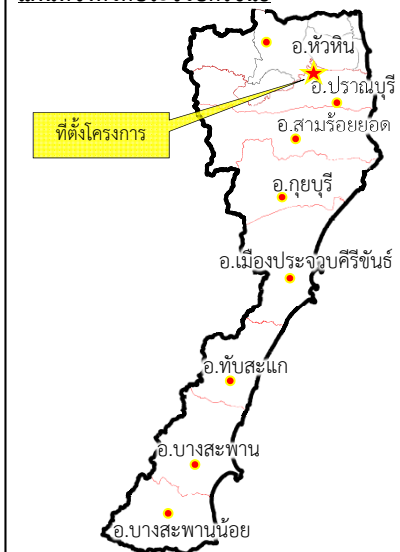 อ.หัวหิน
อ.ปราณบุรี
ที่ตั้งโครงการ
อ.สามร้อยยอด
อ.กุยบุรี
อ.เมืองประจวบคีรีขันธ์
อ.ทับสะแก
อ.บางสะพาน
อ.บางสะพานน้อย